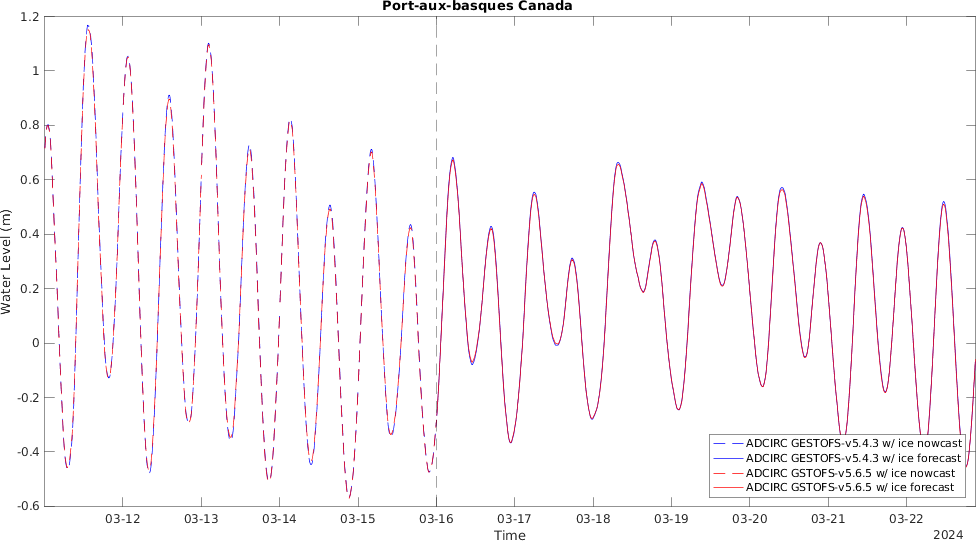 Port-aux-basques Canada
1.2
1
0.8
0.6
0.4
0.2
0
-0.2
-0.4
-0.6
Water Level (m)
ADCIRC GESTOFS-v5.4.3 w/ ice nowcast
ADCIRC GESTOFS-v5.4.3 w/ ice forecast
ADCIRC GSTOFS-v5.6.5 w/ ice nowcast
ADCIRC GSTOFS-v5.6.5 w/ ice forecast
03-12 03-13 03-14 03-15 03-16 03-17 03-18 03-19 03-20 03-21 03-22
Time
2024